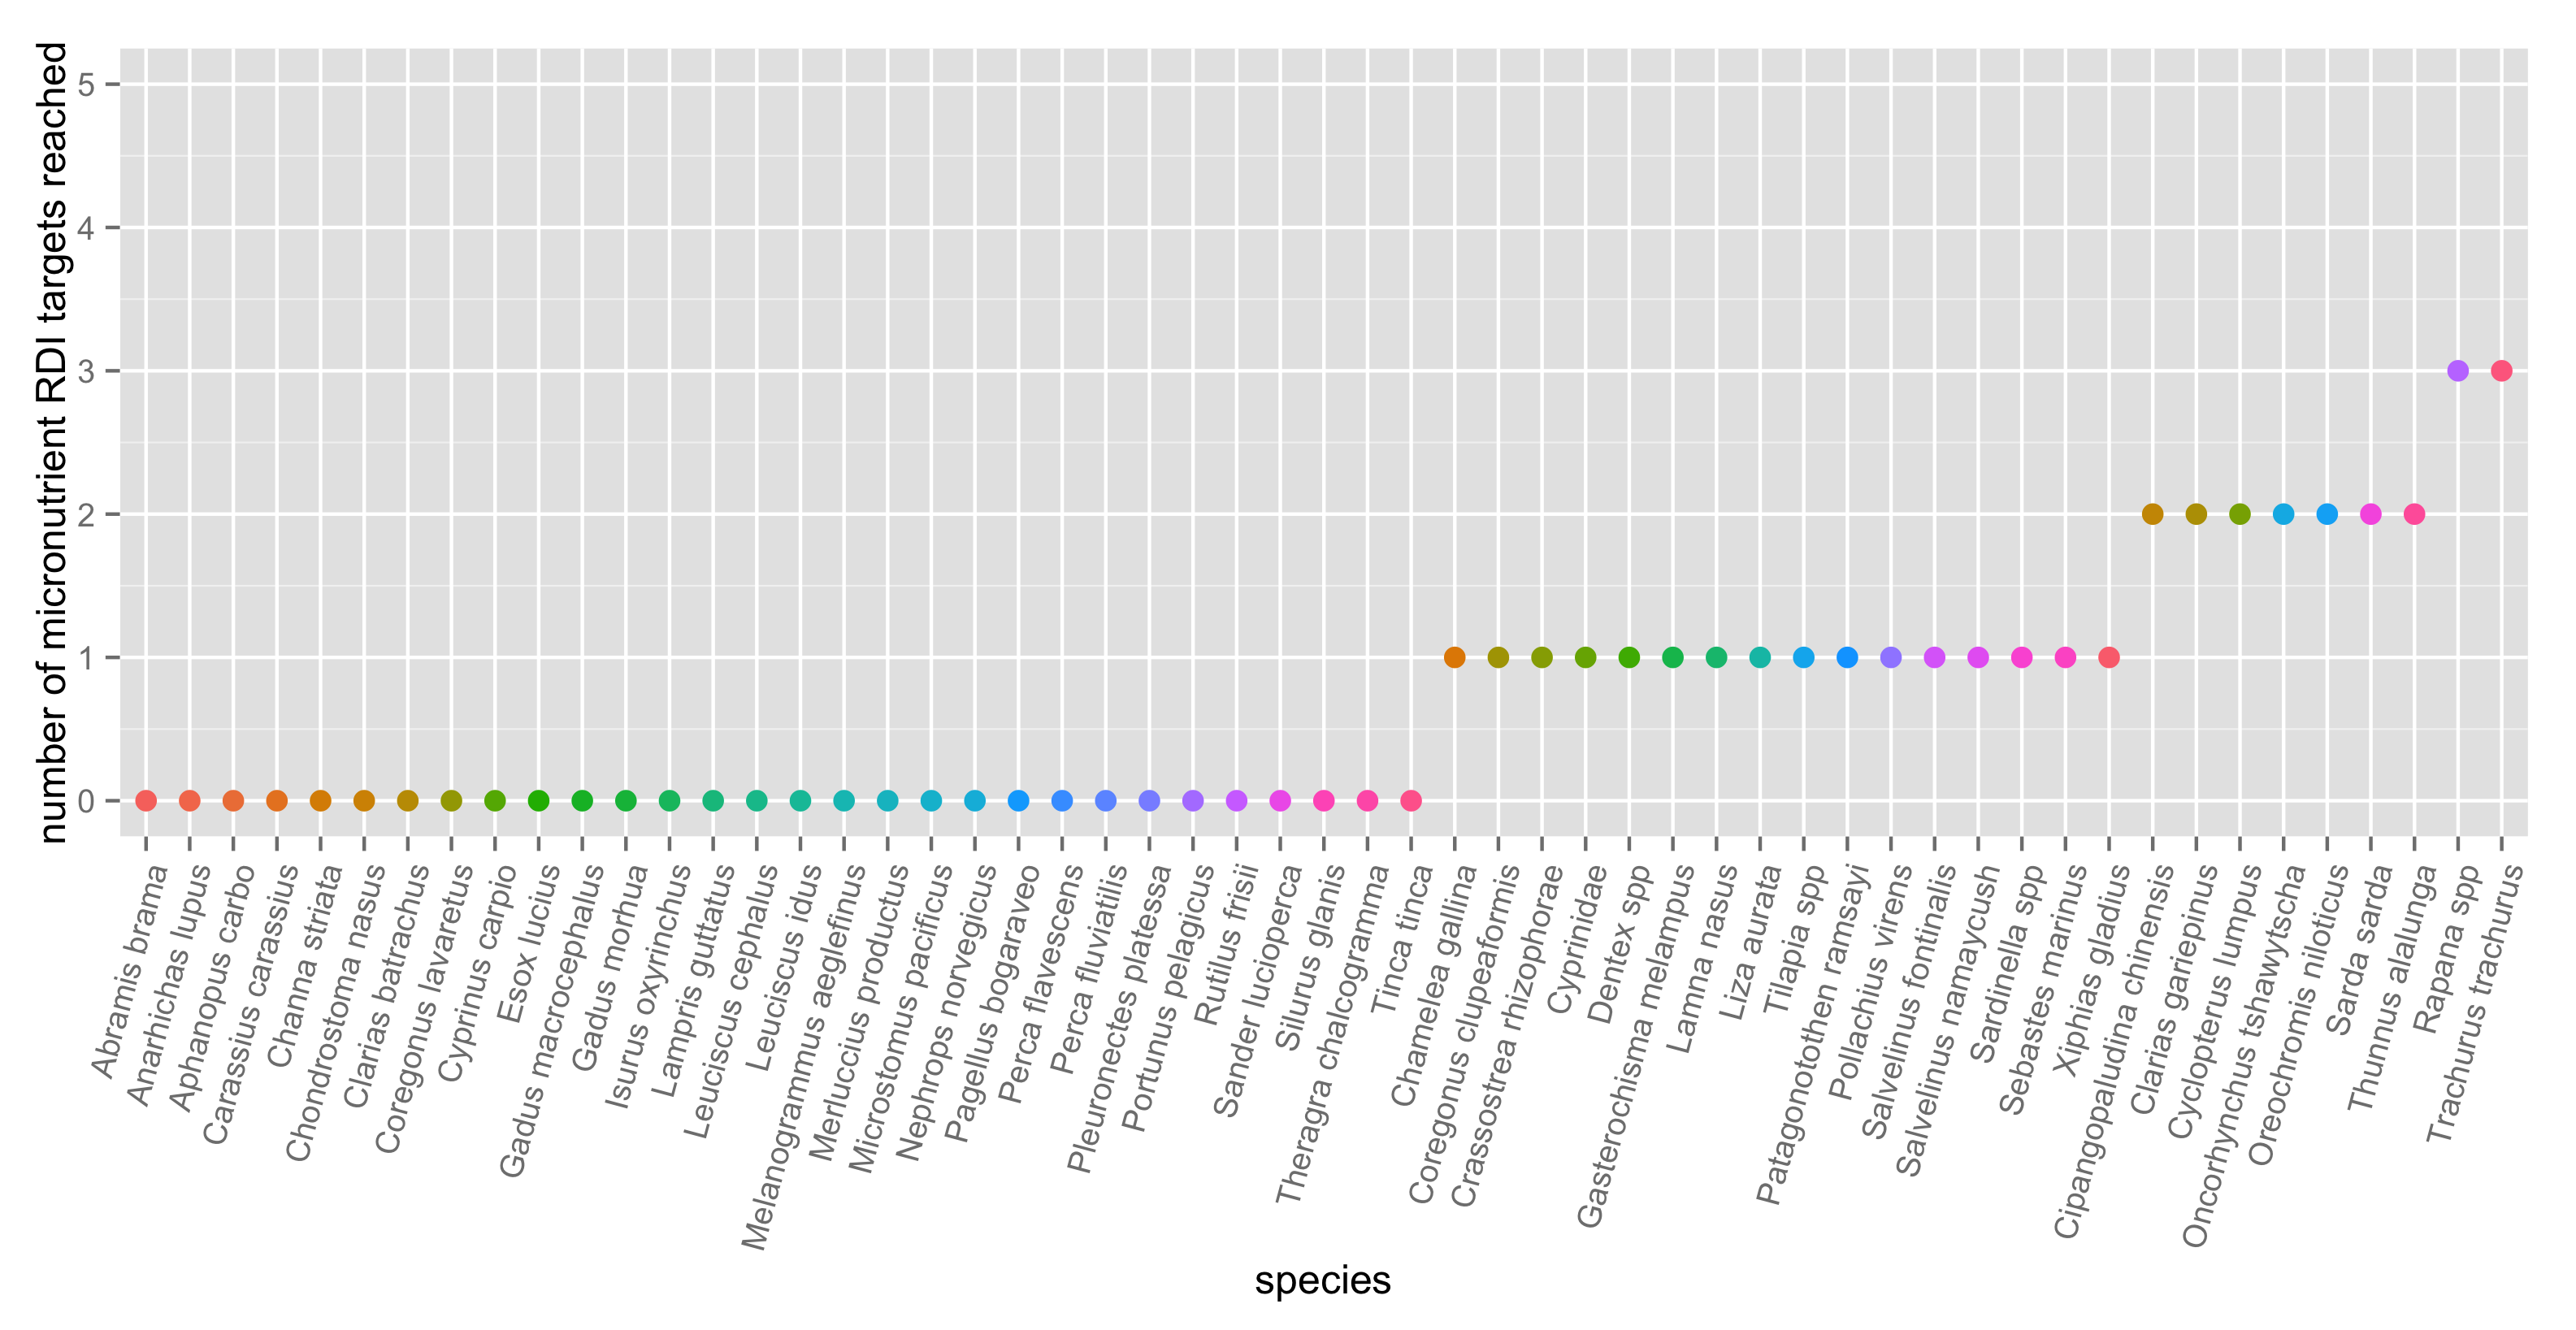 number of micronutrient RDI targets reached
5
4
3
2
1
0
Abramis brama
Anarhichas lupus
Aphanopus carbo
Carassius carassius
Channa striata
Chondrostoma nasus
Clarias batrachus
Coregonus lavaretus
Cyprinus carpio
Esox lucius
Gadus macrocephalus
Gadus morhua
Isurus oxyrinchus
Lampris guttatus
Leuciscus cephalus
Leuciscus idus
Melanogrammus aeglefinus
Merluccius productus
Microstomus pacificus
Nephrops norvegicus
Pagellus bogaraveo
Perca flavescens
Perca fluviatilis
Pleuronectes platessa
Portunus pelagicus
Rutilus frisii
Sander lucioperca
Silurus glanis
Theragra chalcogramma
Tinca tinca
Chamelea gallina
Coregonus clupeaformis
Crassostrea rhizophorae
Cyprinidae
Dentex spp
Gasterochisma melampus
Lamna nasus
Liza aurata
Tilapia spp
Patagonotothen ramsayi
Pollachius virens
Salvelinus fontinalis
Salvelinus namaycush
Sardinella spp
Sebastes marinus
Xiphias gladius
Cipangopaludina chinensis
Clarias gariepinus
Cyclopterus lumpus
Oncorhynchus tshawytscha
Oreochromis niloticus
Sarda sarda
Thunnus alalunga
Rapana spp
Trachurus trachurus
species